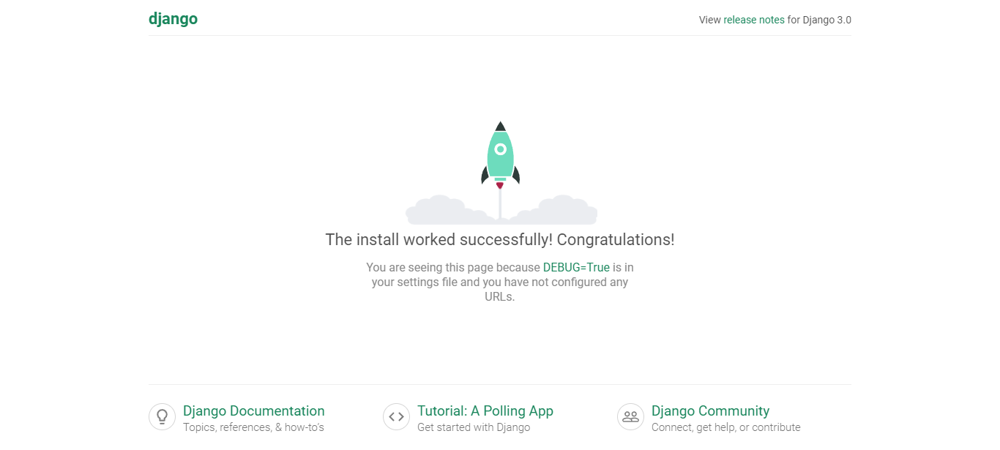 django
View release notes for Django 3.0
The install worked successfully! Congratulations!
You are seeing this page because DEBUG=True is in
your settings file and you have not configured any
URLs.
Django Documentation
Topics, references, & how-to's
Tutorial: A Polling App
Get started with Django
Django Community
Connect, get help, or contribute